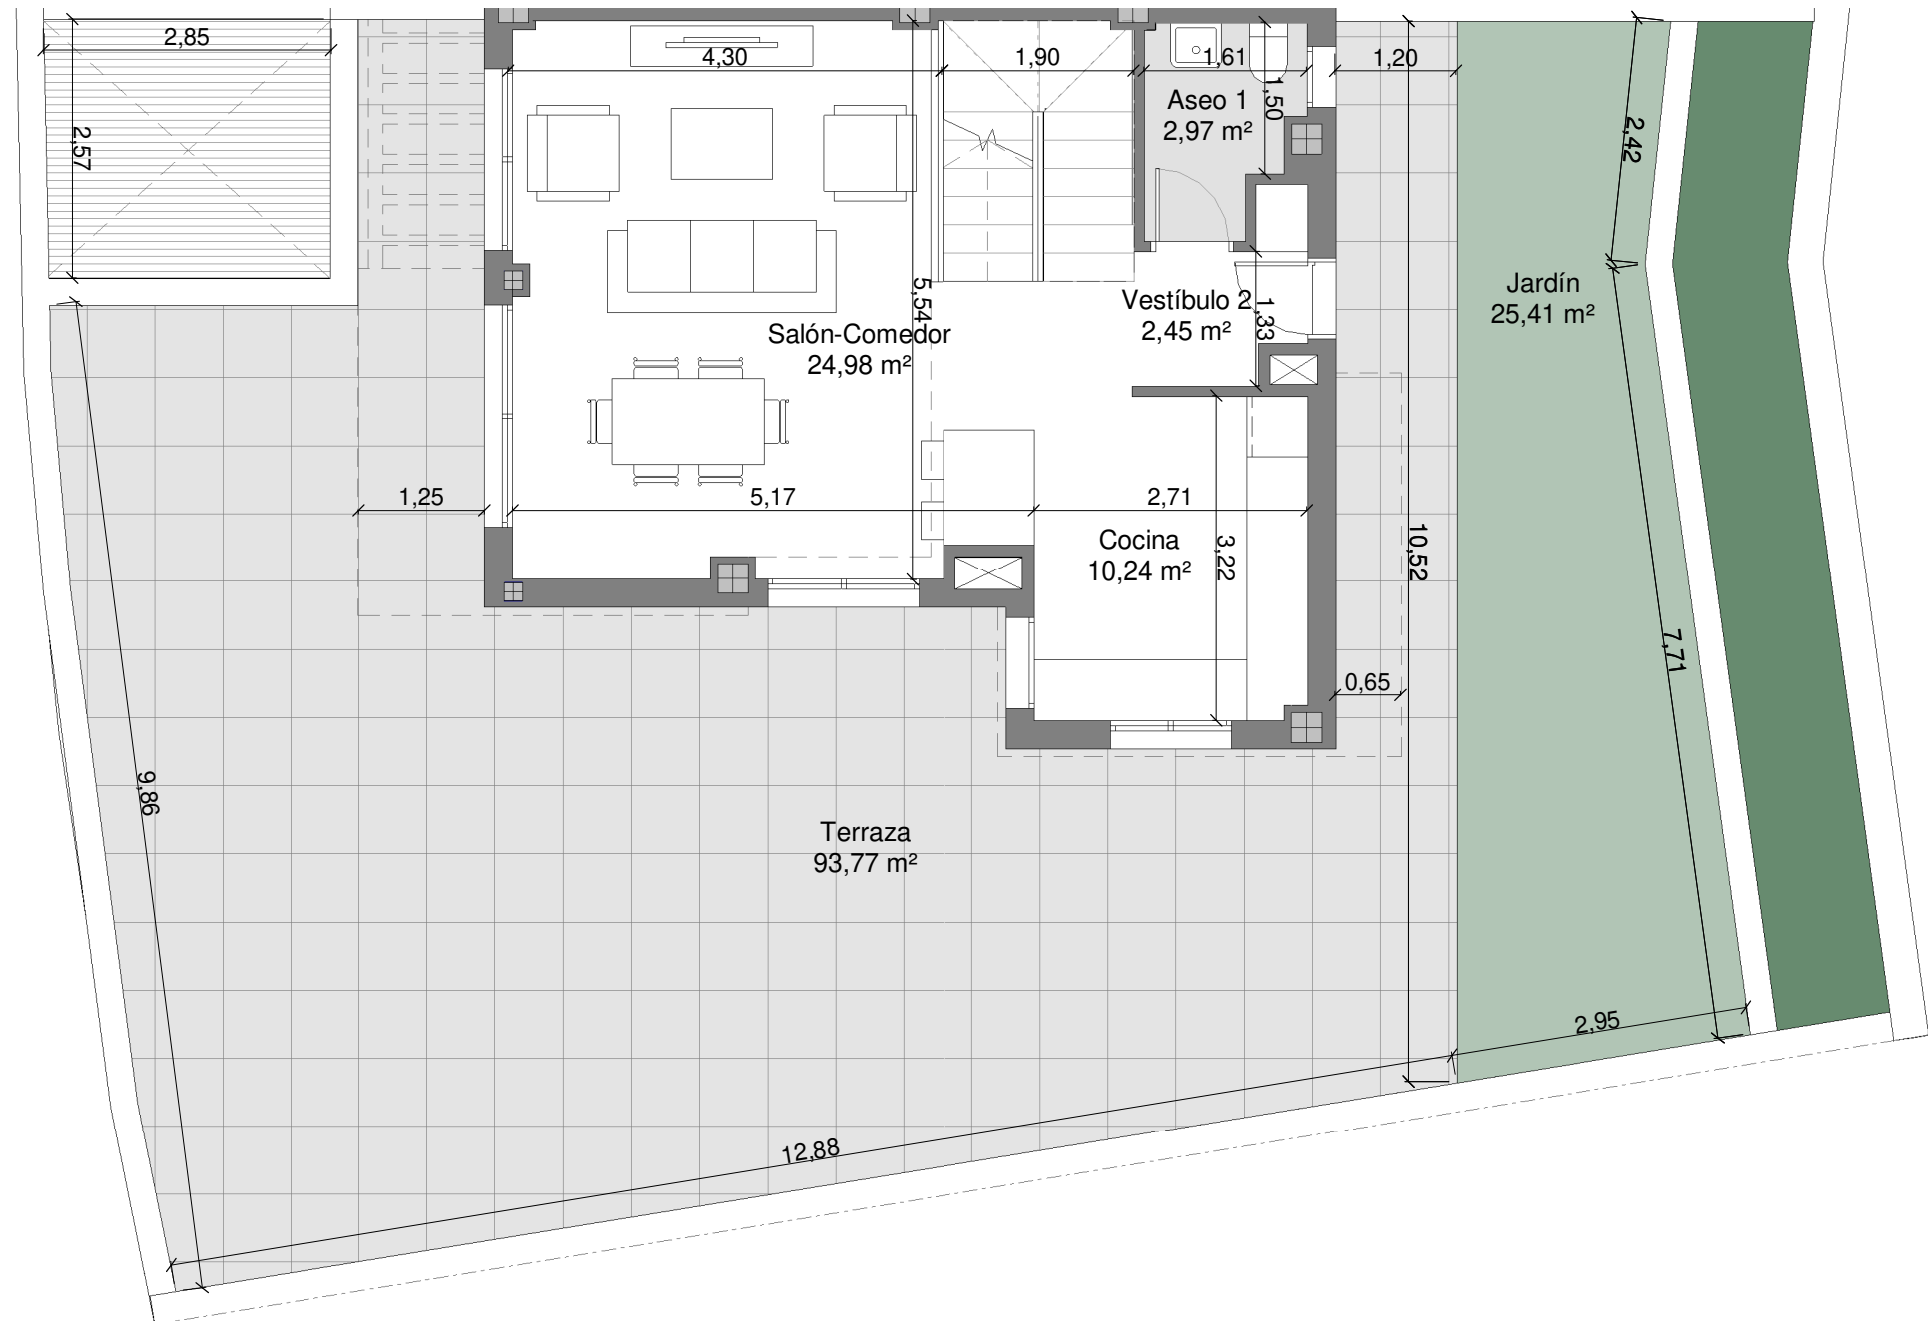 2,85
4,30
1,90
1,61
1,20
2,57
1,50
2,42
Aseo 1
2,97 m²
Jardín
25,41 m²
Vestíbulo 2
2,45 m²
1,33
5,54
Salón-Comedor
24,98 m²
1,25
5,17
2,71
Cocina
10,24 m²
3,22
10,52
7,71
0,65
9,86
Terraza
93,77 m²
2,95
12,88